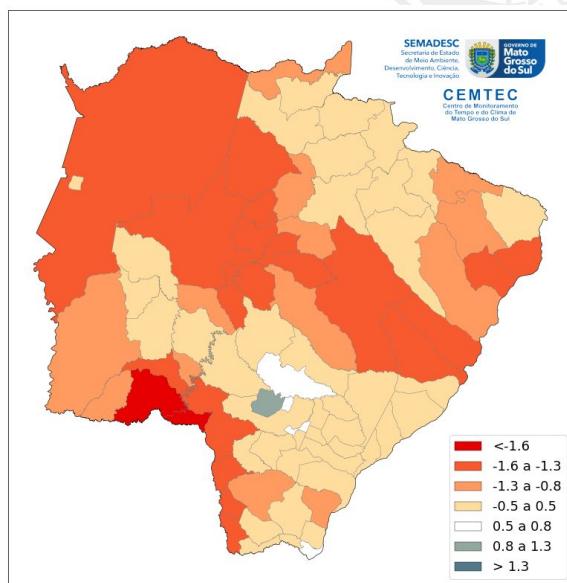 SEMADESC
Secretaria de Estado
de Meio Ambiente,
Desenvolvimento, Ciência,
Tecnologia e Inovação
GOVERNO DE
Mato
Grosso
do Sul
CEMTEC
Centro de Monitoramento
do Tempo e do Clima de
Mato Grosso do Sul
<-1.6
-1.6 a -1.3
-1.3 a -0.8
-0.5 a 0.5
0.5 a 0.8
0.8 a 1.3
> 1.3